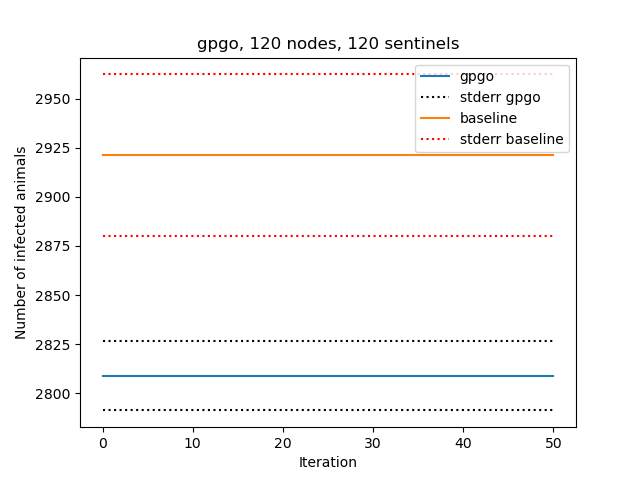 gpgo, 120 nodes, 120 sentinels
gpgo
stderr gpgo
baseline
stderr baseline
Number of infected animals
2950
2925
2900
2875
2850
2825
2800
0 10 20 30 40 50
Iteration